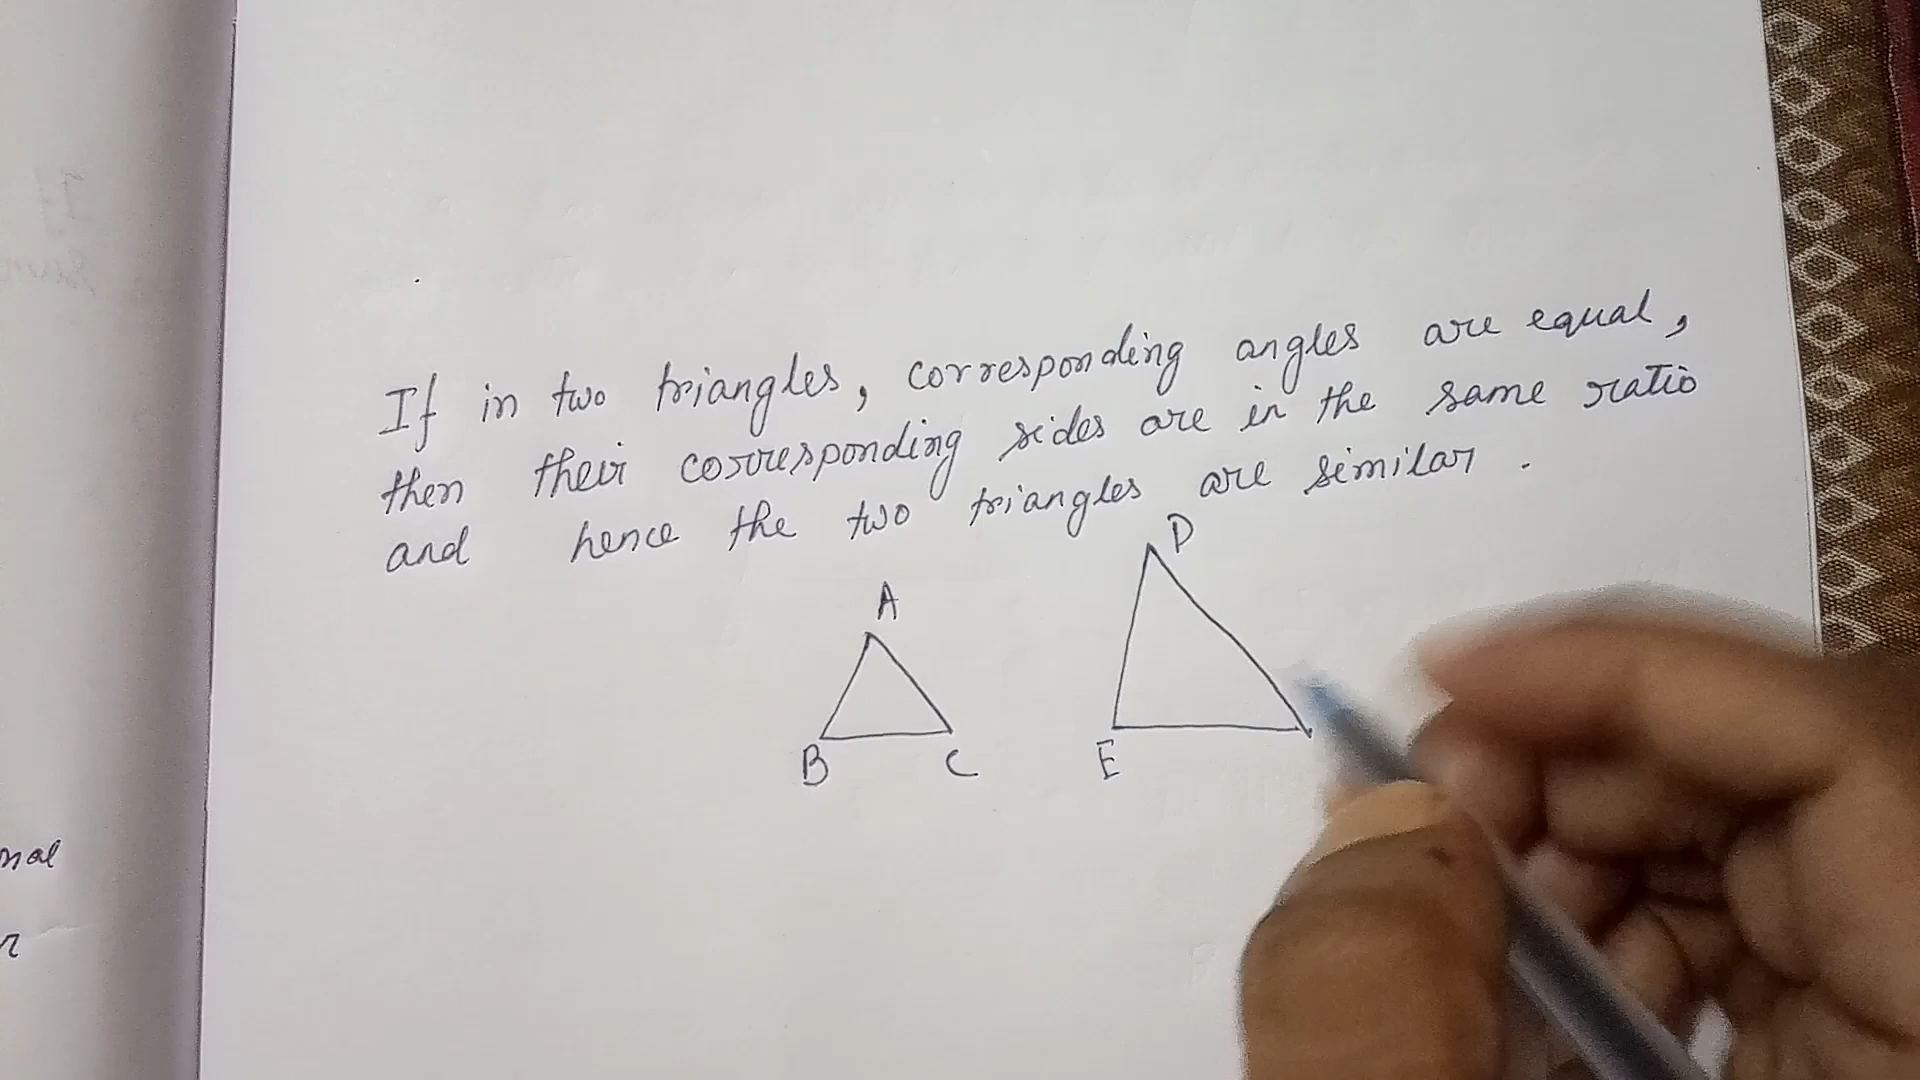 If in two triangles, corresponding angles are equal,
then their corresponding sides are in the same ratio
and hence the two triangles are similar.
A
D
B
C
E